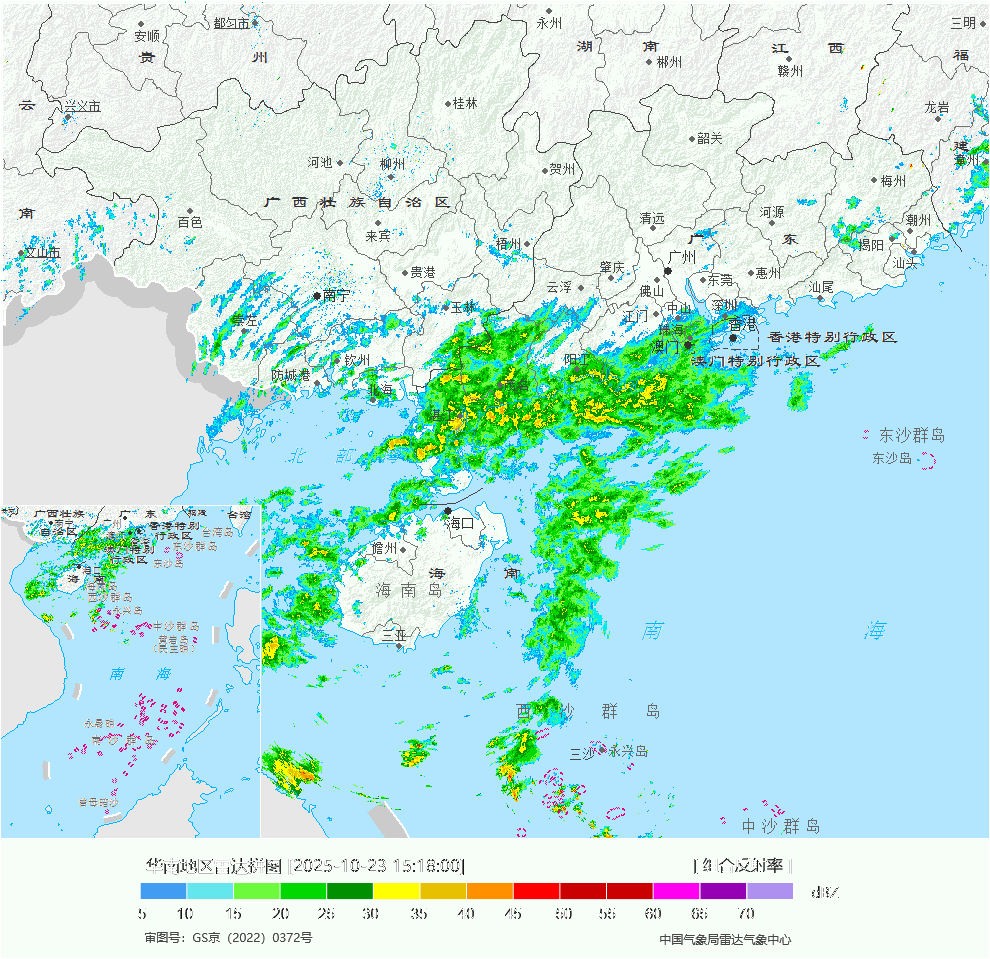 都匀市
永州
三明
安顺
湖 南
江 西
贵 州
郴州
赣州
福
云
兴义市
桂林
龙岩
韶关
建
河池
柳州
贺州
梅州
广 西 壮 族 自 治 区
南
百色
来宾
清远
河源
潮州
梧州
广 东
揭阳
文山市
汕头
贵港
肇庆
广州
惠州
云浮
东莞
佛山
汕尾
南宁
玉林
江门
中山
深圳
崇左
珠海
香港
香港特别行政区
钦州
阳江
澳门
澳门特别行政区
防城港
北海
东沙群岛
北 部
东沙岛
海口
儋州
海 南
海 南 岛
三亚
南 海
西 沙 群 岛
三沙
永兴岛
中沙群岛
广西壮族
自治区
广 东
香港特别
行政区
台湾
台湾岛
东沙群岛
东沙岛
行政区
海 南
永兴岛
中沙群岛
黄岩岛
南 海
永暑礁
南 沙 群 岛
曾母暗沙
华南地区雷达拼图 [2025-10-23 15:18:00]
[组合反射率]
dBZ
5 10 15 20 25 30 35 40 45 50 55 60 65 70
审图号：GS京（2022）0372号
中国气象局雷达气象中心